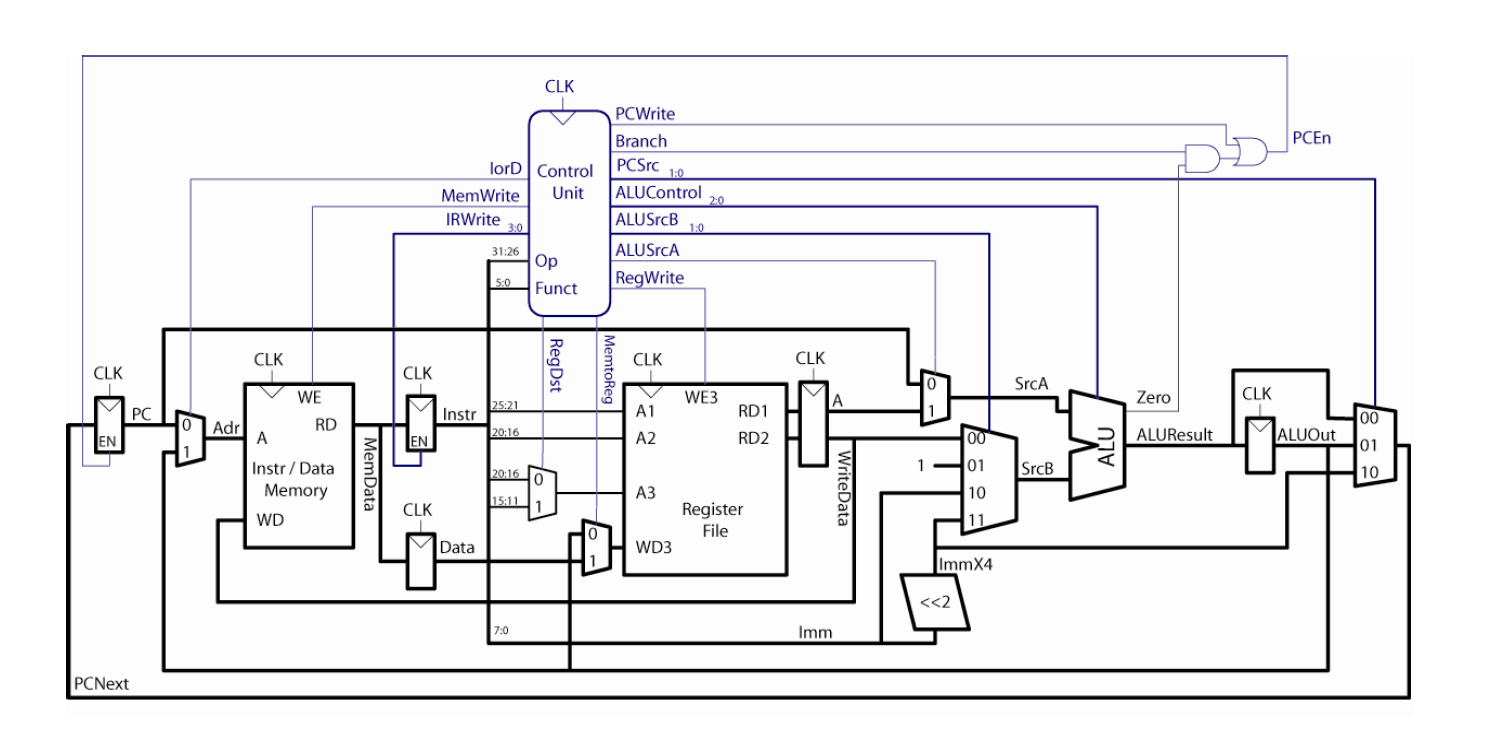 CLK
PCWrite
Branch
PCEn
IorD
Control
Unit
PCSrc 1:0
MemWrite
ALUControl 2:0
IRWrite 3:0
ALUSrcB 1:0
31:26
Op
ALUSrcA
5:0
Funct
RegWrite
RegDst
MemtoReg
CLK
CLK
CLK
CLK
CLK
PC
EN
0
1
Adr
WE
A
RD
Instr / Data
Memory
WD
MemData
EN
Instr
CLK
Data
25:21
20:16
20:16
15:11
0
1
0
1
WE3
A1
RD1
A2
RD2
A3
Register
File
WD3
A
WriteData
0
1
SrcA
00
1
01
10
11
SrcB
ImmX4
<<2
7:0
Imm
ALU
Zero
ALUResult
CLK
ALUOut
00
01
10
PCNext